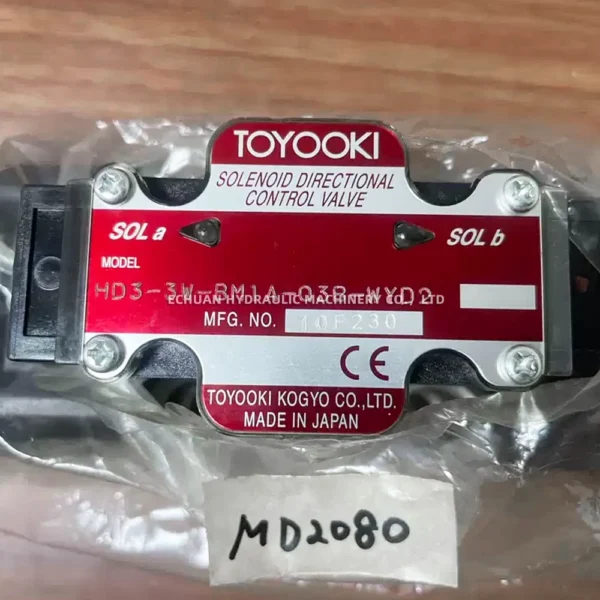 TOYOOKI
SOLENOID DIRECTIONAL
CONTROL VALVE
SOL a
SOL b
MODEL
HD3-3W-BM1A-03B-WYD2
ECHUAN HYDRAULIC MACHINERY CO., LTD
MFG. NO. 10F230
CE
TOYOOKI KOGYO CO.,LTD.
MADE IN JAPAN
MD2080